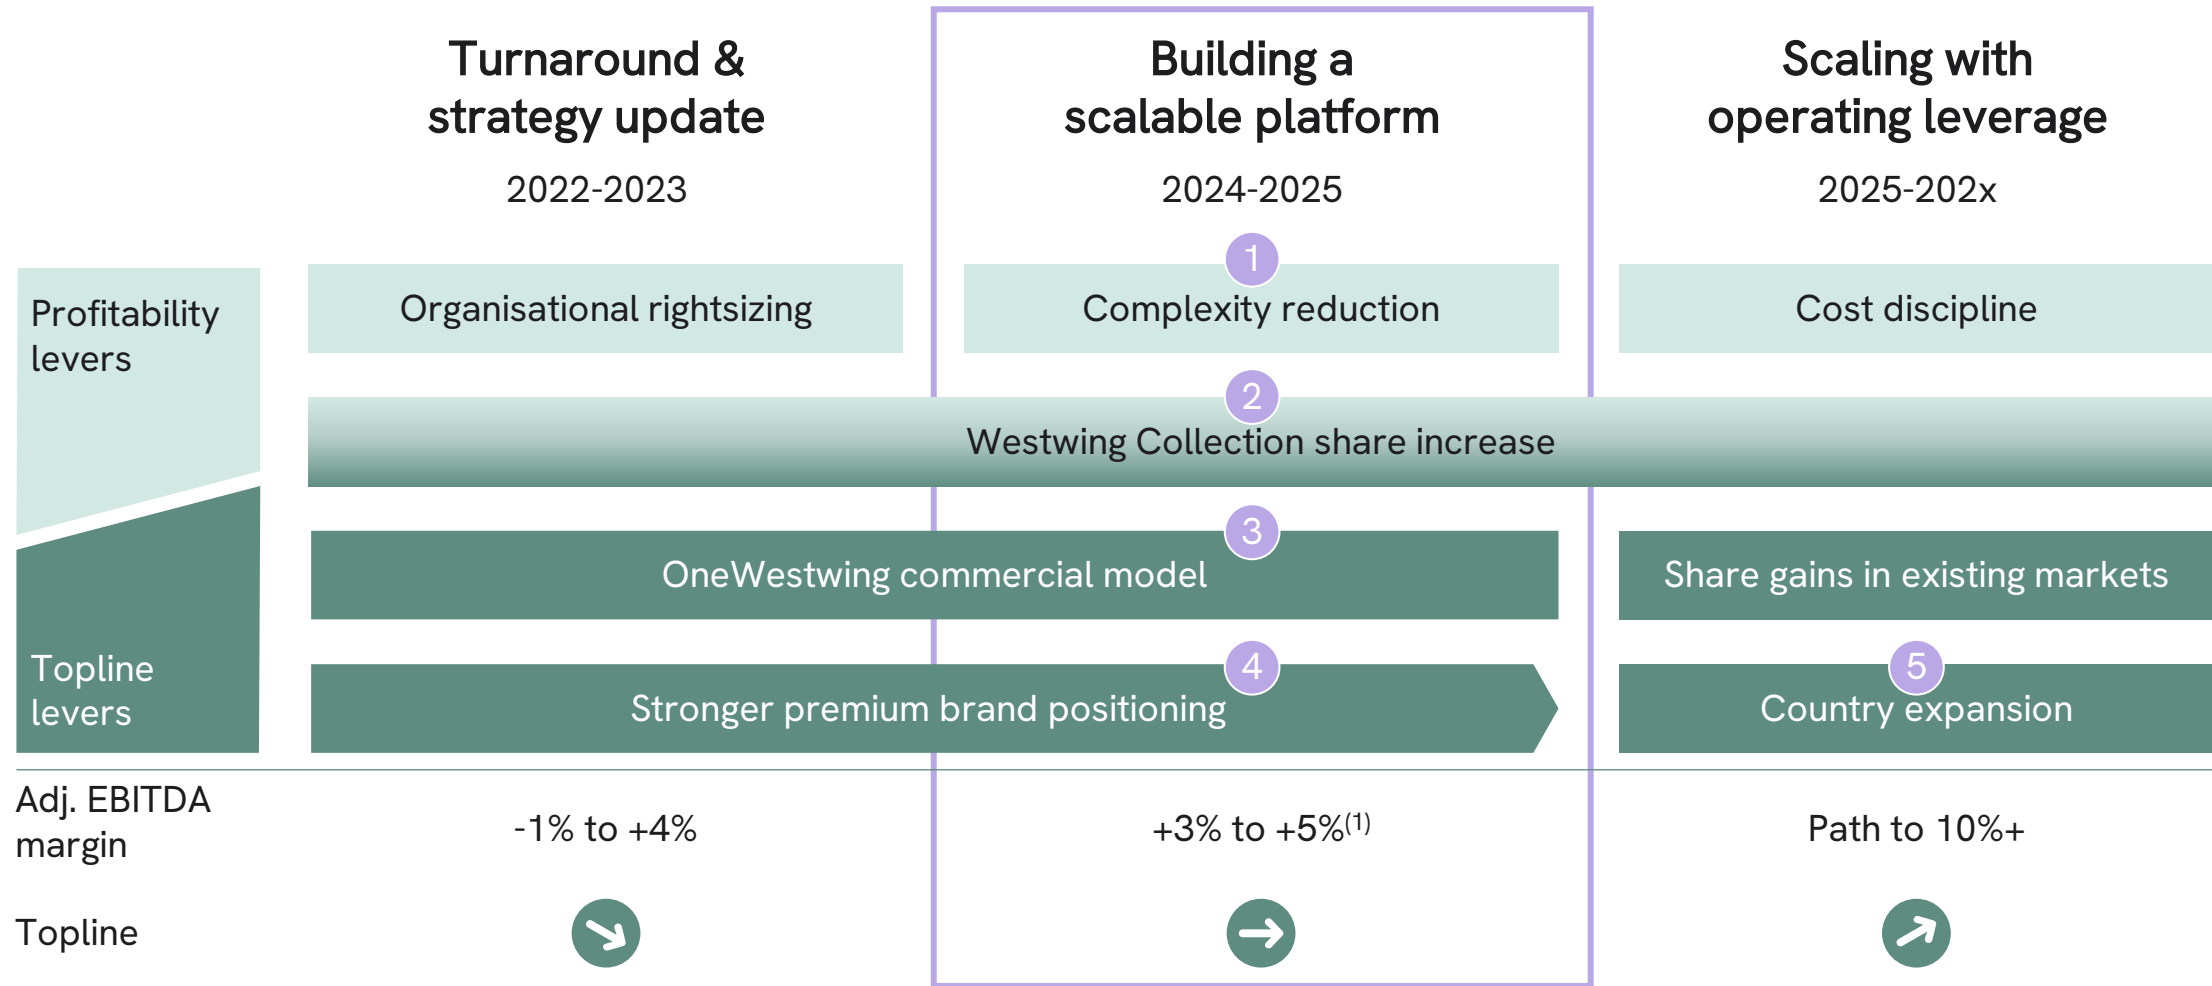 Turnaround &
strategy update
2022-2023
Building a
scalable platform
2024-2025
Scaling with
operating leverage
2025-202x
Profitability
levers
Organisational rightsizing
1
Complexity reduction
Cost discipline
2
Westwing Collection share increase
3
OneWestwing commercial model
Share gains in existing markets
Topline
levers
4
Stronger premium brand positioning
5
Country expansion
Adj. EBITDA
margin
-1% to +4%
+3% to +5%(1)
Path to 10%+
Topline